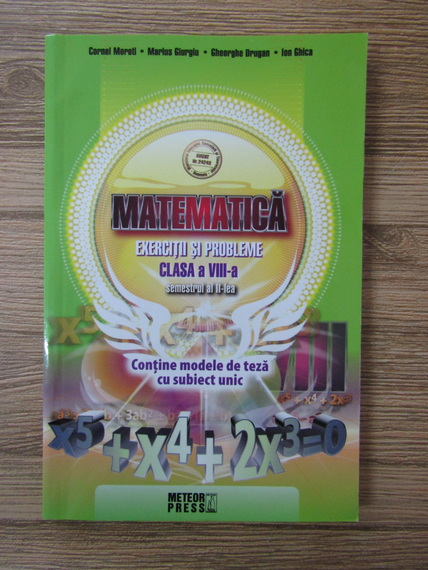 Cornel Moroti • Marius Giurgiu • Gheorghe Drugan • Ion Ghica
MATEMATICĂ
EXERCIȚII ȘI PROBLEME
CLASA a VIII-a
semestrul al II-lea
Conține modele de teză
cu subiect unic
x5 + x4 + 2x3=0
METEOR
PRESS